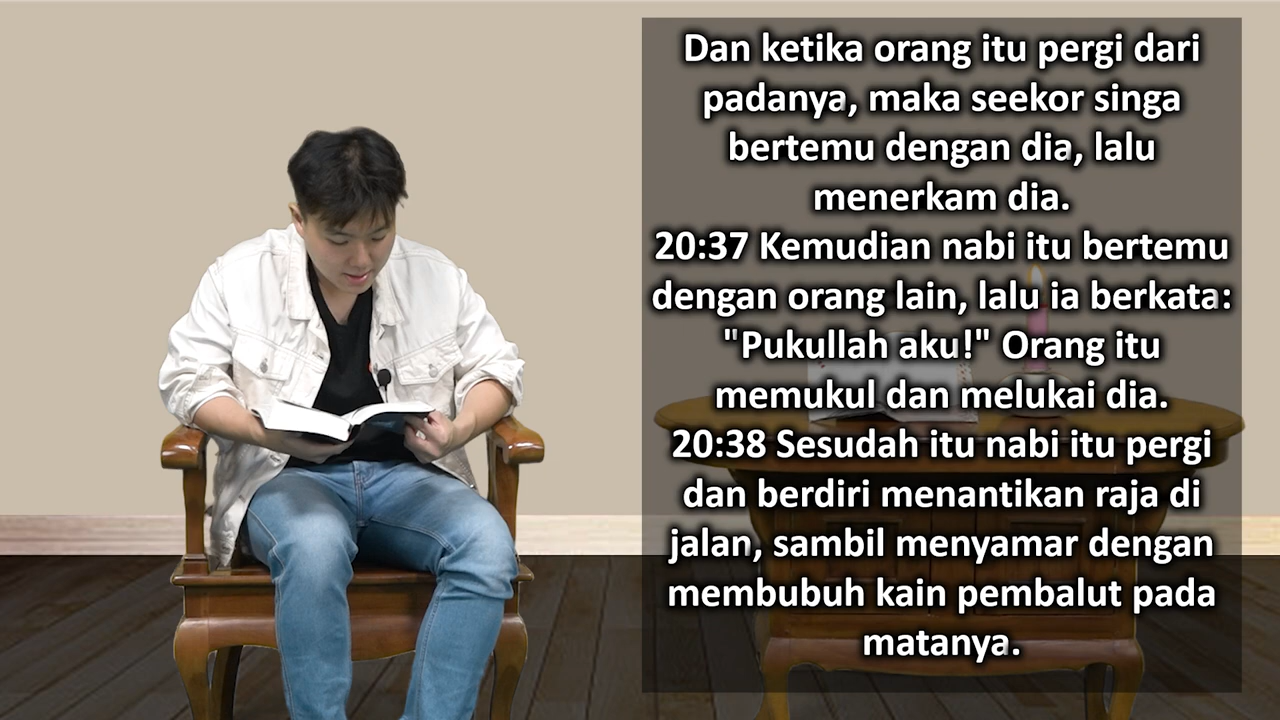 Dan ketika orang itu pergi dari
padanya, maka seekor singa
bertemu dengan dia, lalu
menerkam dia.
20:37 Kemudian nabi itu bertemu
dengan orang lain, lalu ia berkata:
"Pukullah aku!" Orang itu
memukul dan melukai dia.
20:38 Sesudah itu nabi itu pergi
dan berdiri menantikan raja di
jalan, sambil menyamar dengan
membubuh kain pembalut pada
matanya.